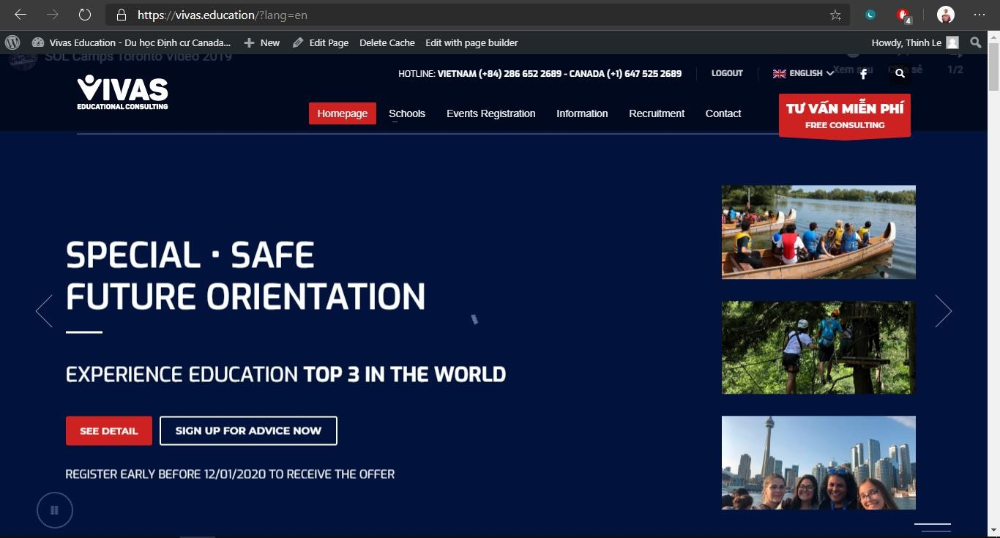 https://vivas.education/?lang=en
4
Vivas Education - Du học Định cư Canada... New Edit Page Delete Cache Edit with page builder Howdy, Thinh Le
SOL Camps Toronto Video 2019
HOTLINE: VIETNAM (+84) 286 652 2689 - CANADA (+1) 647 525 2689 LOGOUT ENGLISH Xem sau 1/2
VIVAS
EDUCATIONAL CONSULTING
Homepage Schools Events Registration Information Recruitment Contact
TƯ VẤN MIỄN PHÍ
FREE CONSULTING
SPECIAL · SAFE
FUTURE ORIENTATION
EXPERIENCE EDUCATION TOP 3 IN THE WORLD
SEE DETAIL SIGN UP FOR ADVICE NOW
REGISTER EARLY BEFORE 12/01/2020 TO RECEIVE THE OFFER